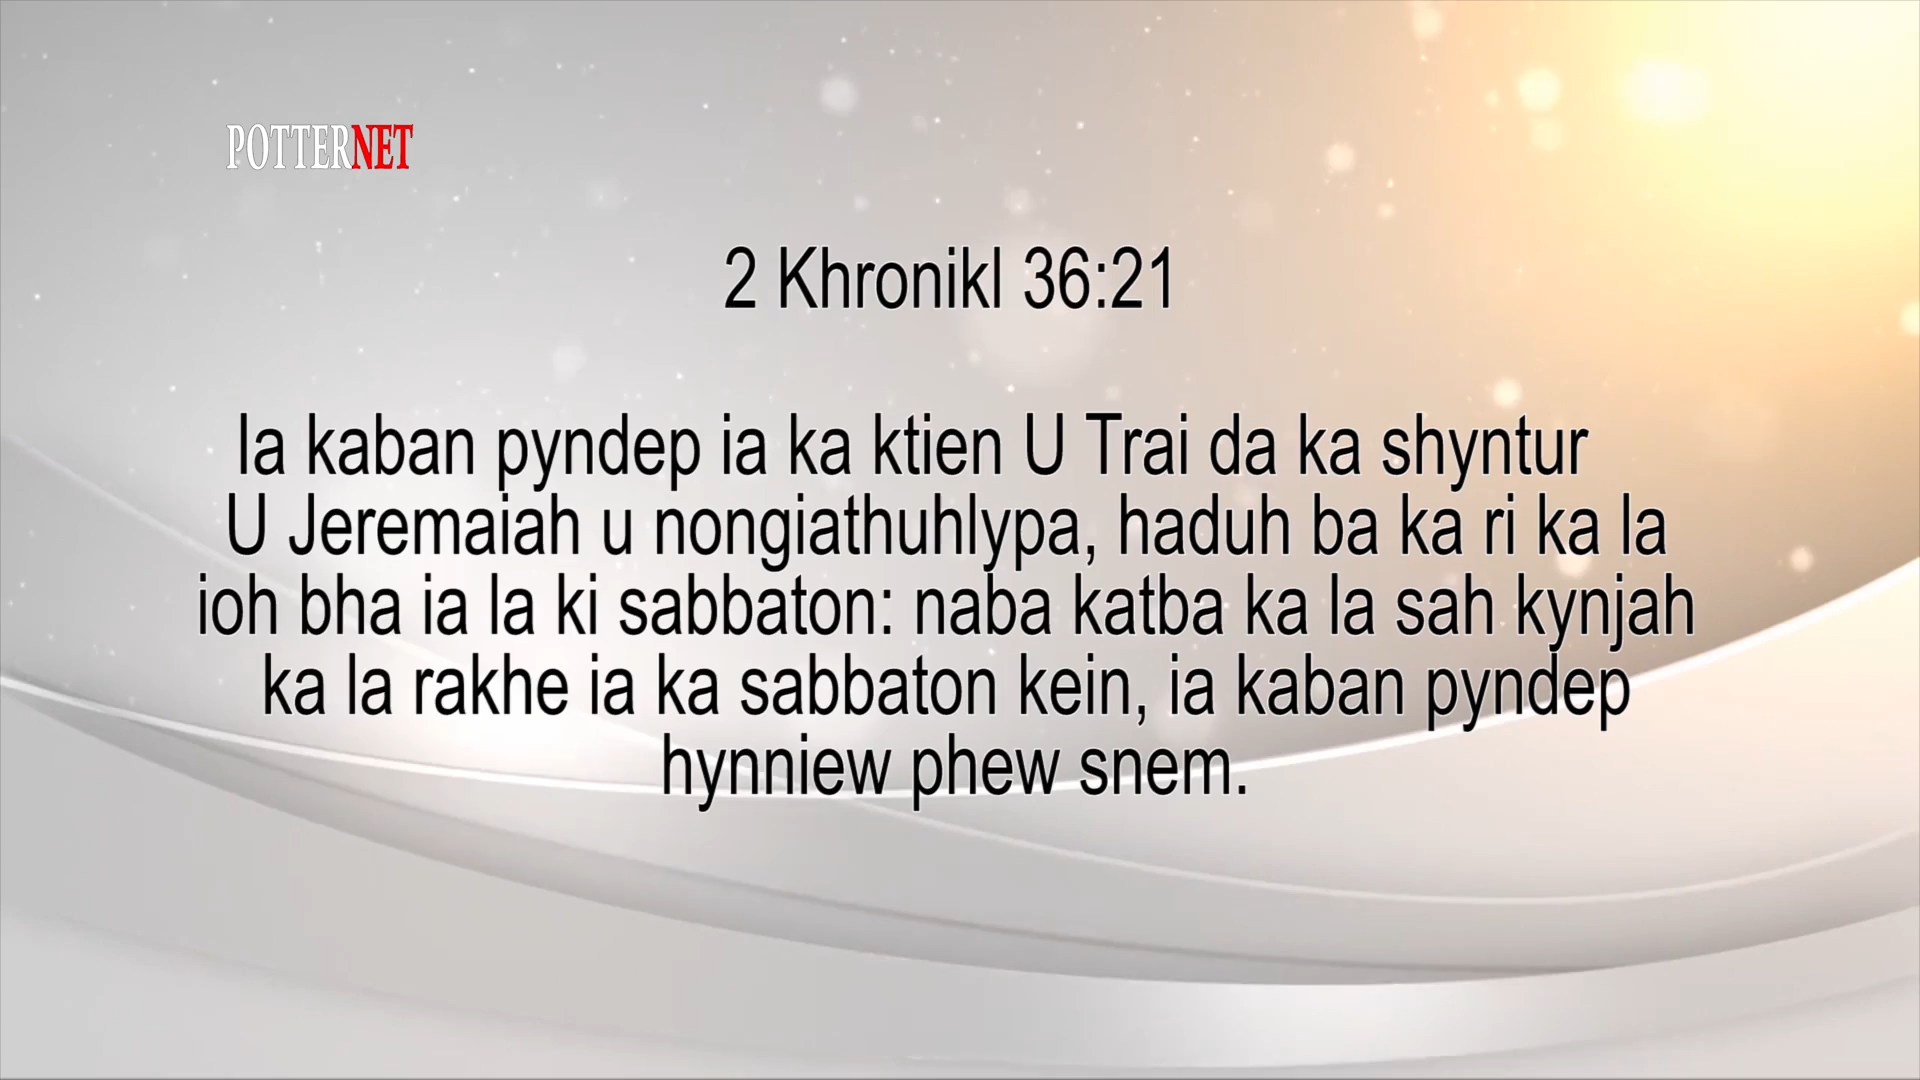 POTTERNET
2 Khronikl 36:21
Ia kaban pyndep ia ka ktien U Trai da ka shyntur
U Jeremaiah u nongiathuhlypa, haduh ba ka ri ka la
ioh bha ia la ki sabbaton: naba katba ka la sah kynjah
ka la rakhe ia ka sabbaton kein, ia kaban pyndep
hynniew phew snem.